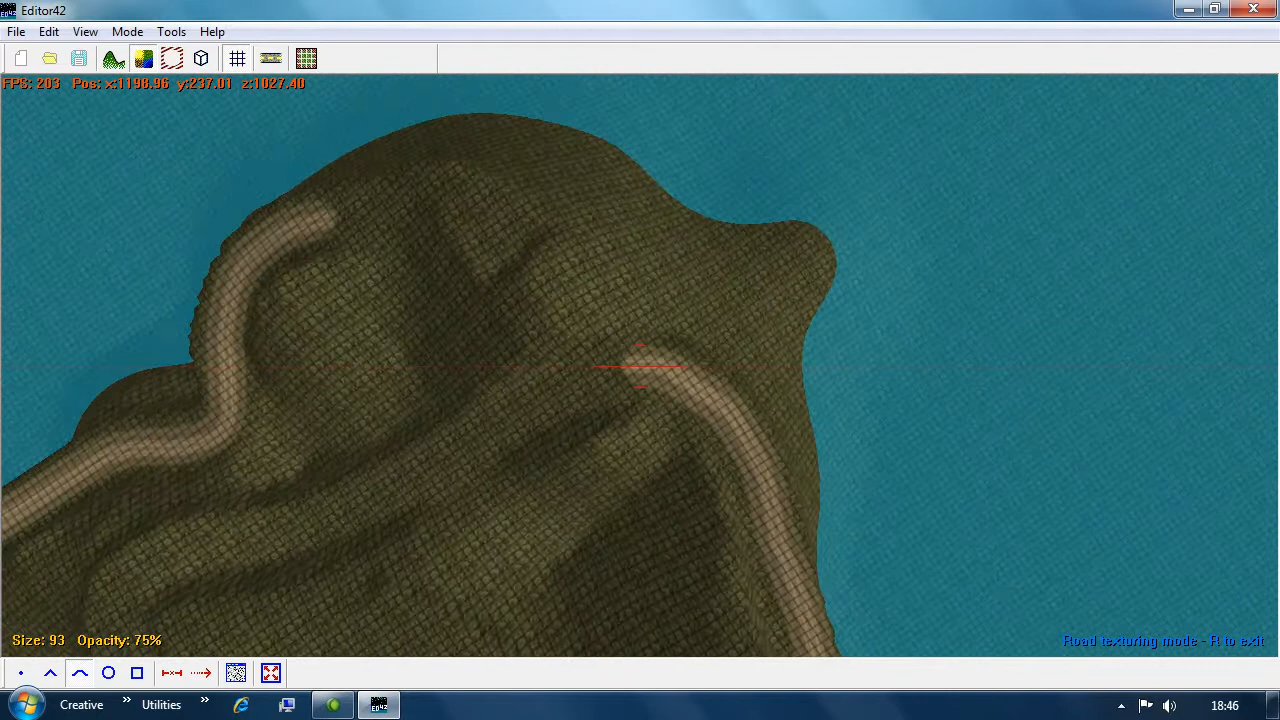 Editor42
File Edit View Mode Tools Help
FPS: 203 Pos: x:1198.96 y:237.01 z:1027.40
Size: 93 Opacity: 75%
Road texturing mode - R to exit
Creative » Utilities » 18:46